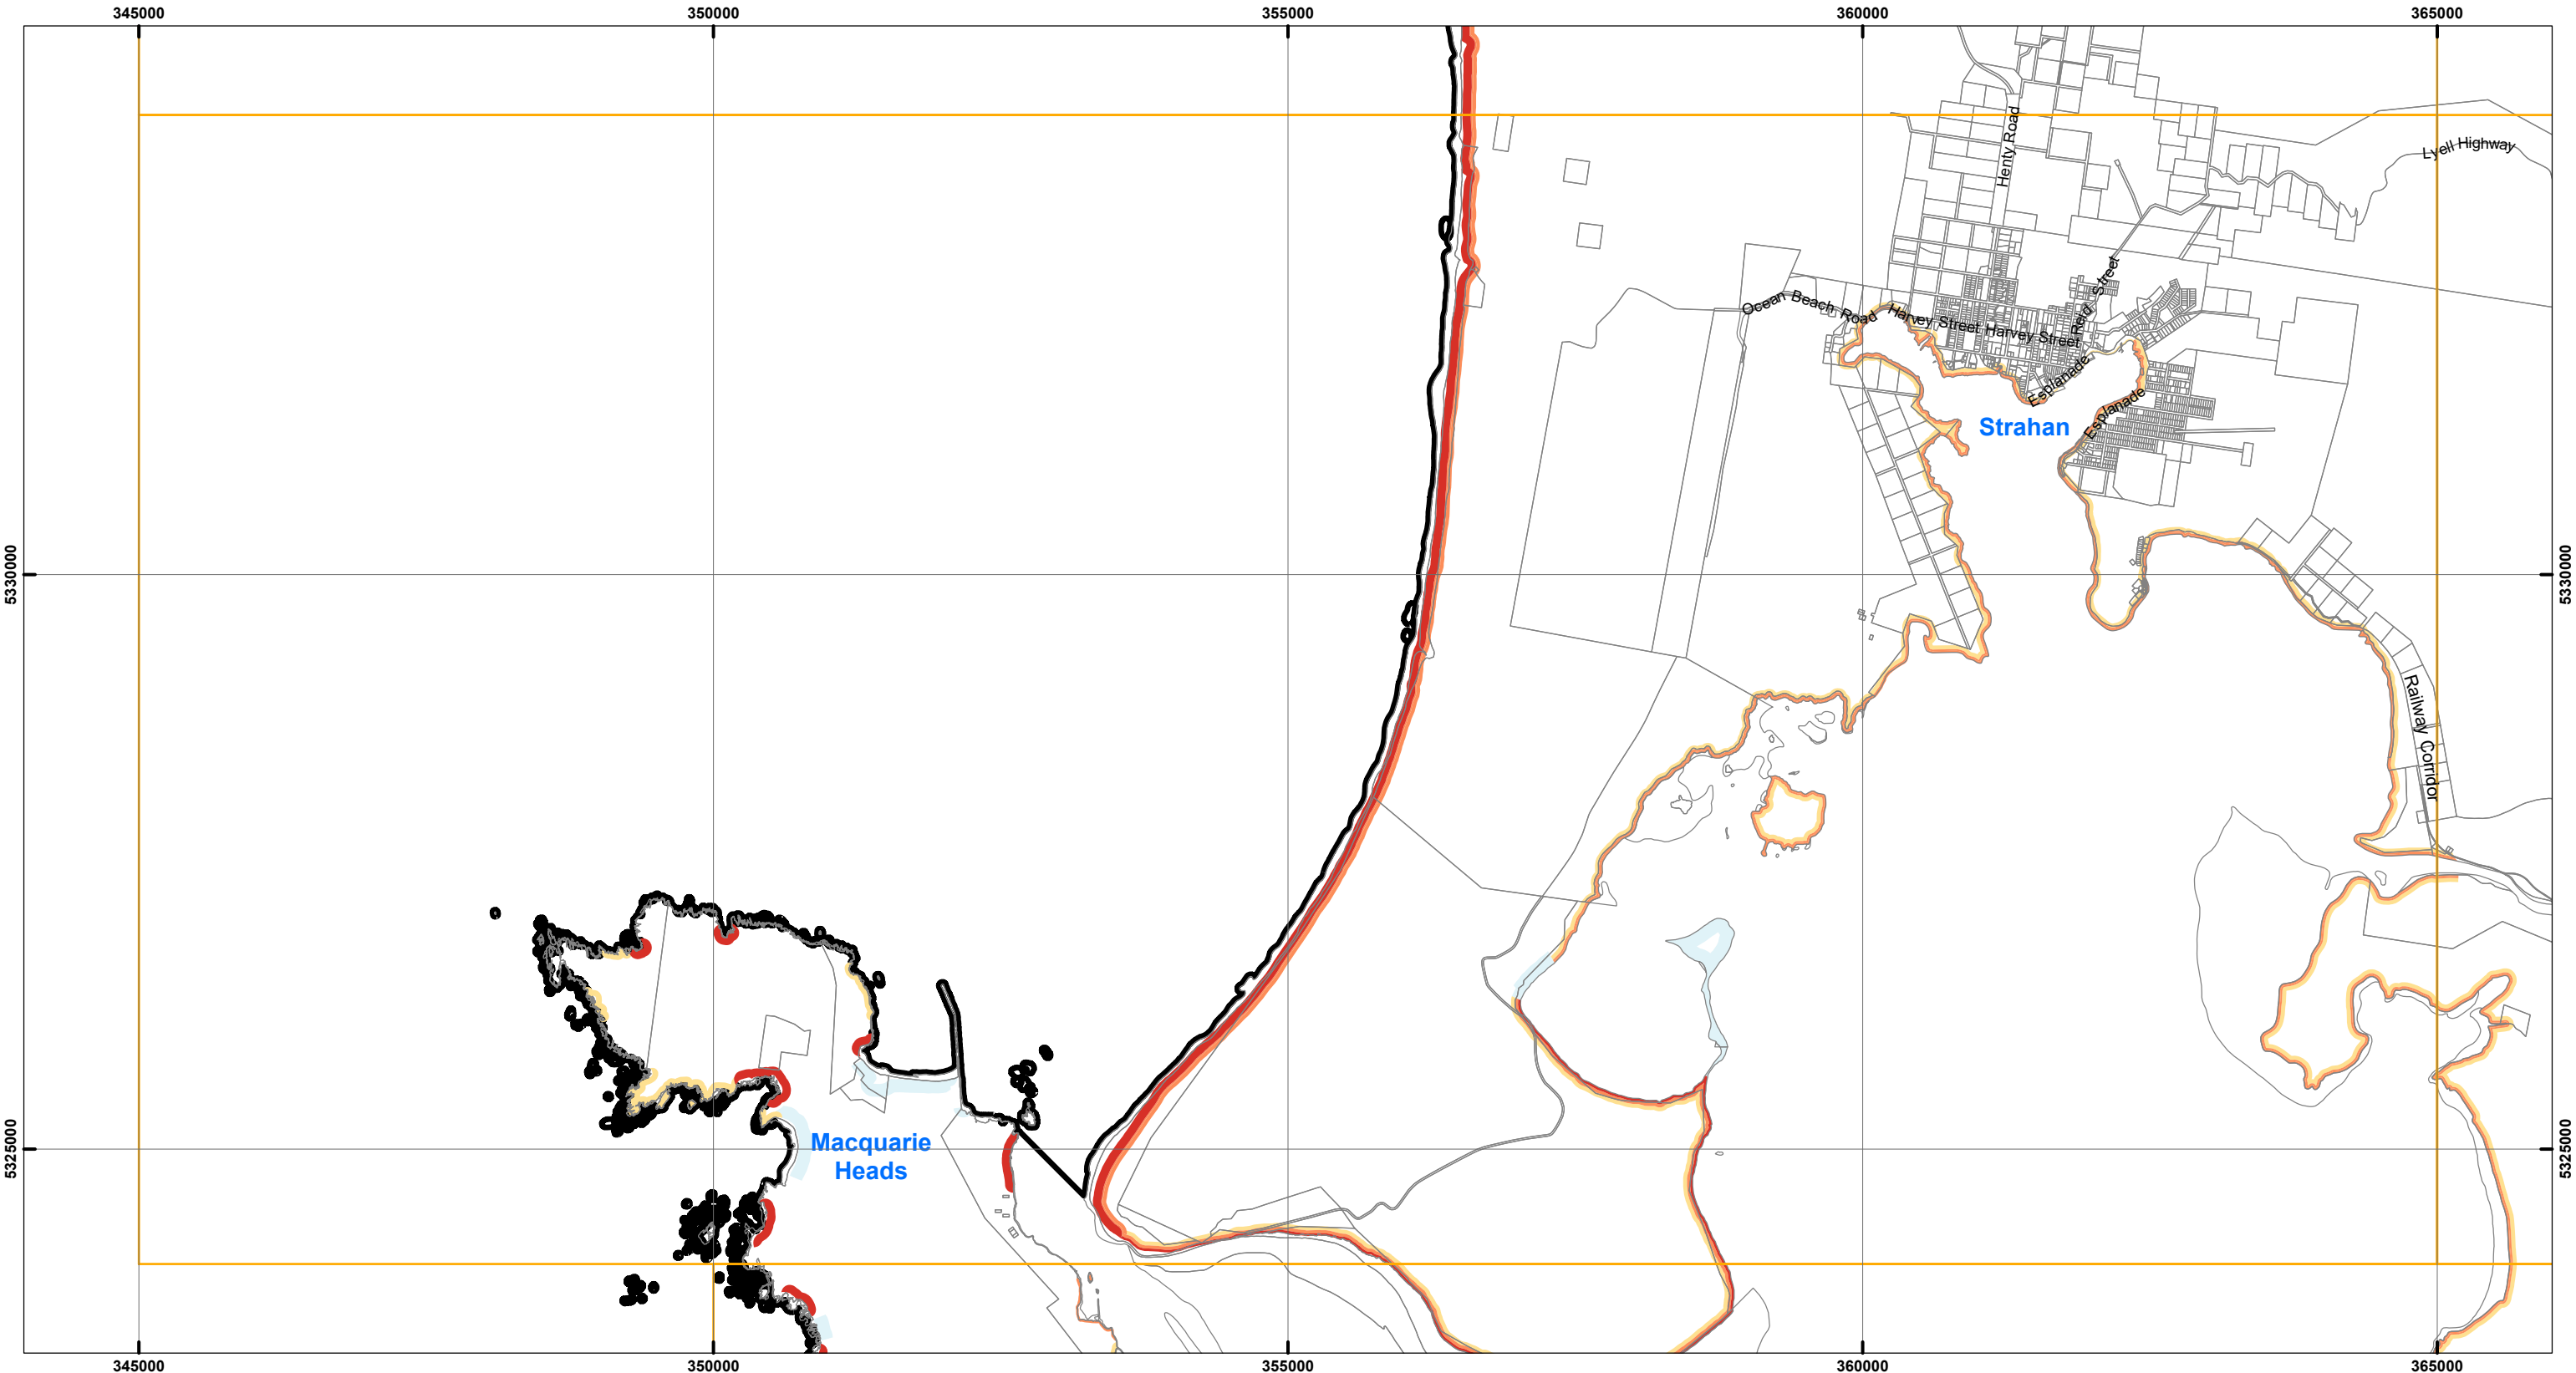 345000 350000 355000 360000 365000
Henty Road
Lyell Highway
Reid Street
Ocean Beach Road
Harvey Street Harvey Street
Esplanade
Esplanade
Strahan
5330000 5330000
Railway Corridor
Macquarie
Heads
5325000 5325000
345000 350000 355000 360000 365000